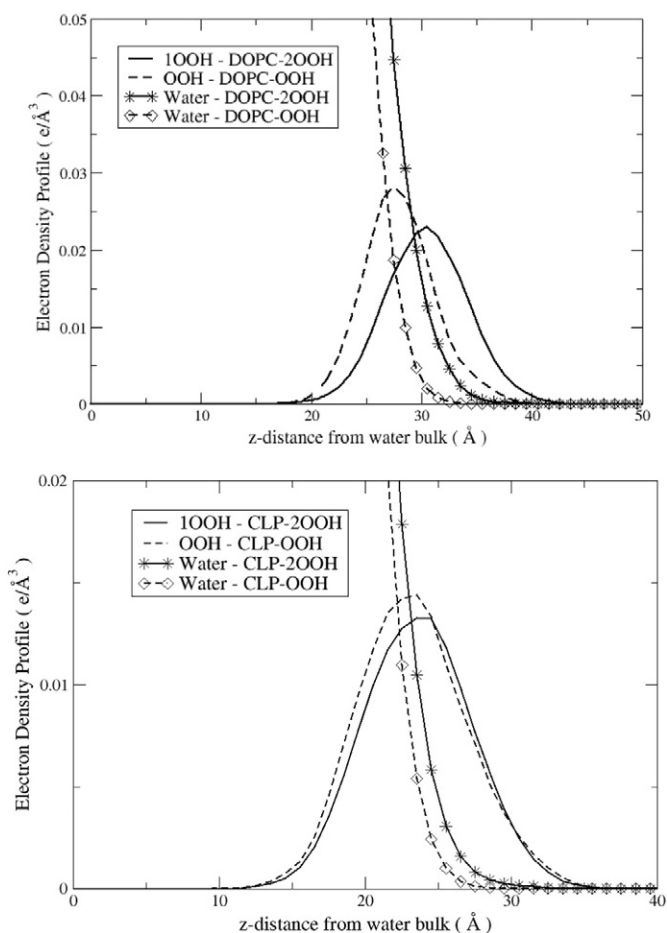 0.05
0.04
0.03
0.02
0.01
0
Electron Density Profile ( e/Å³ )
1OOH - DOPC-2OOH
OOH - DOPC-OOH
Water - DOPC-2OOH
Water - DOPC-OOH
0 10 20 30 40 50
z-distance from water bulk ( Å )
0.02
0.01
0
Electron Density Profile ( e/Å³ )
1OOH - CLP-2OOH
OOH - CLP-OOH
Water - CLP-2OOH
Water - CLP-OOH
0 10 20 30 40
z-distance from water bulk ( Å )